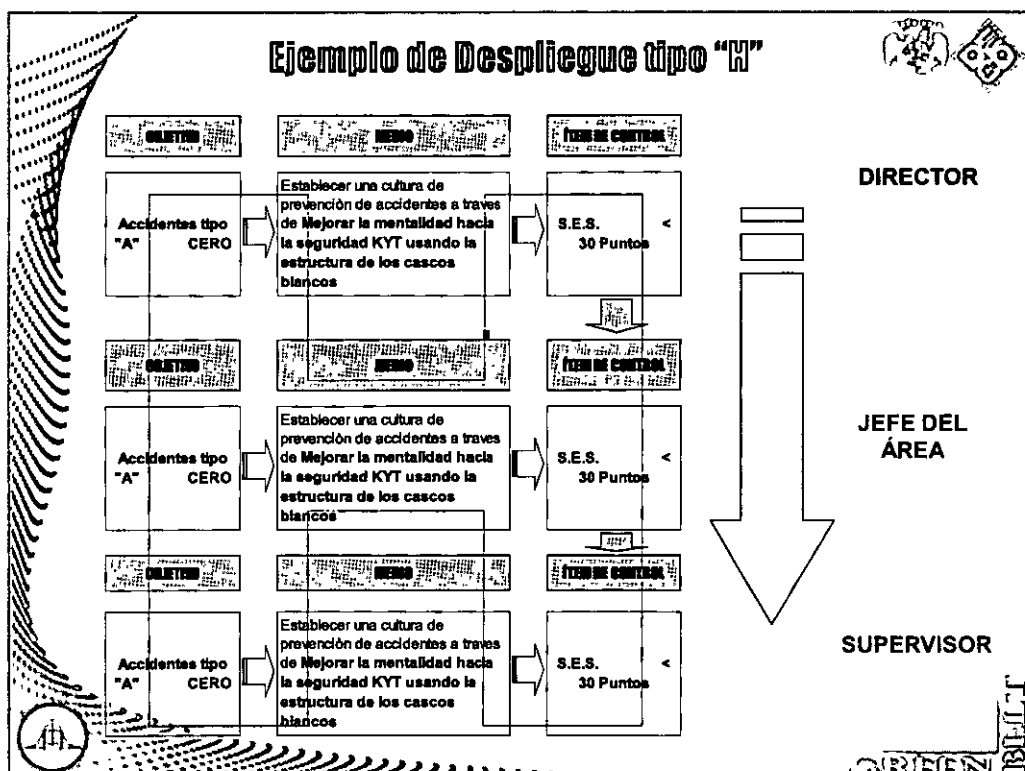 Ejemplo de Despliegue tipo "H"
OBJETIVO
MEDIO
ÍTEM DE CONTROL
DIRECTOR
Accidentes tipo
"A" CERO
Establecer una cultura de
prevención de accidentes a traves
de Mejorar la mentalidad hacia
la seguridad KYT usando la
estructura de los cascos
blancos
S.E.S. <
30 Puntos
OBJETIVO
MEDIO
ÍTEM DE CONTROL
JEFE DEL
ÁREA
Accidentes tipo
"A" CERO
Establecer una cultura de
prevención de accidentes a traves
de Mejorar la mentalidad hacia
la seguridad KYT usando la
estructura de los cascos
blancos
S.E.S. <
30 Puntos
OBJETIVO
MEDIO
ÍTEM DE CONTROL
SUPERVISOR
Accidentes tipo
"A" CERO
Establecer una cultura de
prevención de accidentes a traves
de Mejorar la mentalidad hacia
la seguridad KYT usando la
estructura de los cascos
blancos
S.E.S. <
30 Puntos
GREEN